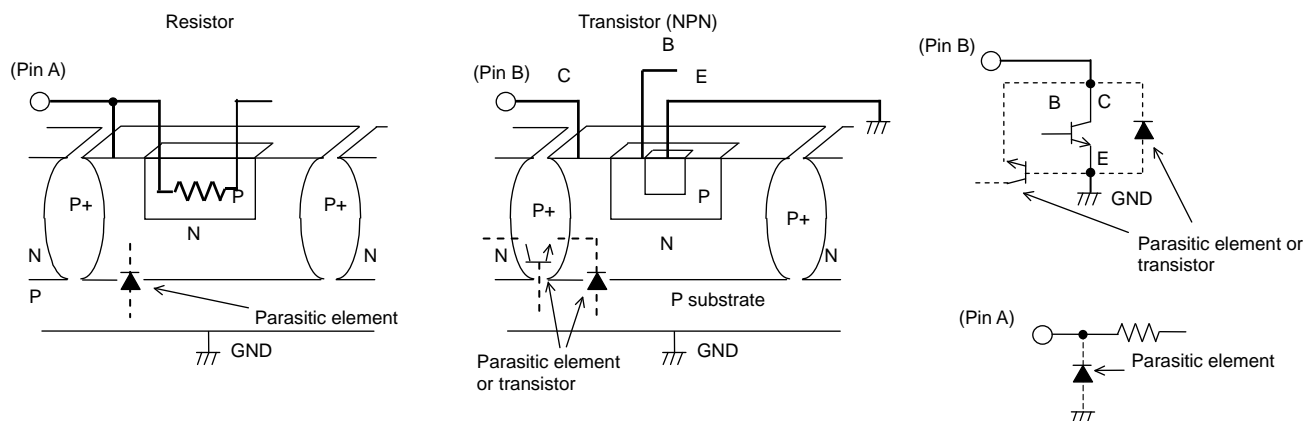 Resistor
(Pin A)
P
P+
P+
N
N
N
P
Parasitic element
GND
Transistor (NPN)
B
(Pin B)
C
E
P
P+
P+
N
N
N
P substrate
Parasitic element
or transistor
GND
(Pin B)
B
C
E
GND
Parasitic element or
transistor
(Pin A)
Parasitic element